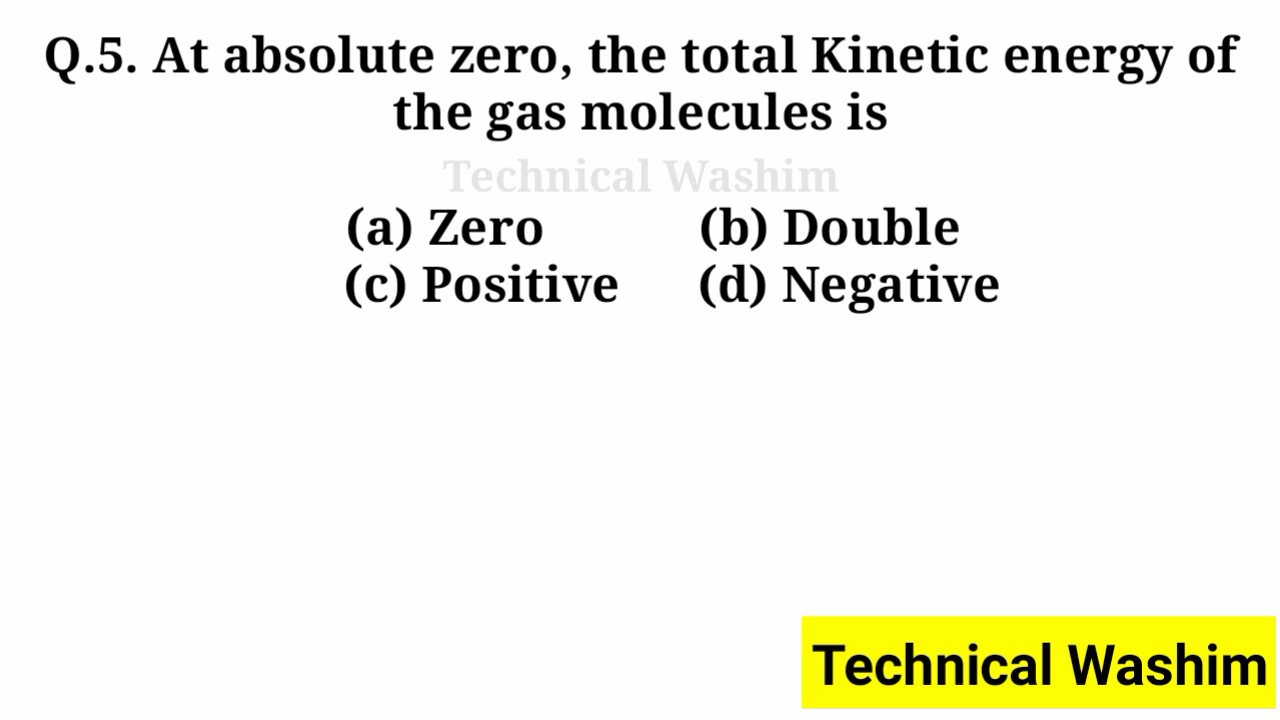 Q.5. At absolute zero, the total Kinetic energy of
the gas molecules is
Technical Washim
(a) Zero (b) Double
(c) Positive (d) Negative
Technical Washim